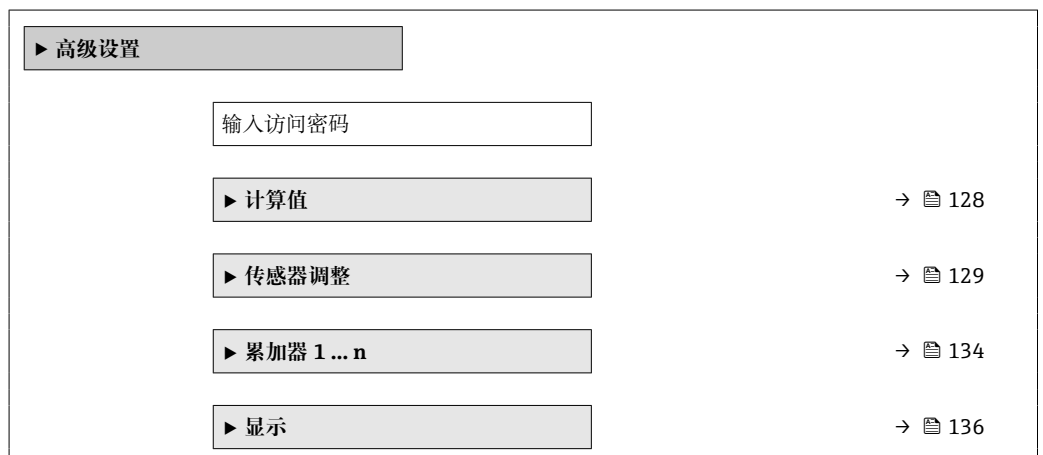 ▶ 高级设置
输入访问密码
▶ 计算值 → 🖹 128
▶ 传感器调整 → 🖹 129
▶ 累加器 1 … n → 🖹 134
▶ 显示 → 🖹 136